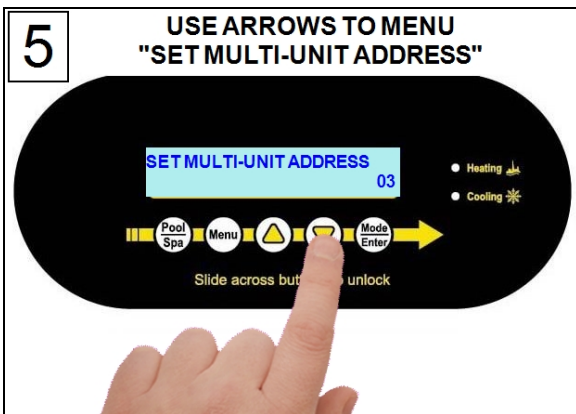 5
USE ARROWS TO MENU
"SET MULTI-UNIT ADDRESS"
SET MULTI-UNIT ADDRESS
03
Heating
Cooling
Pool
Spa
Menu
Mode
Enter
Slide across but unlock